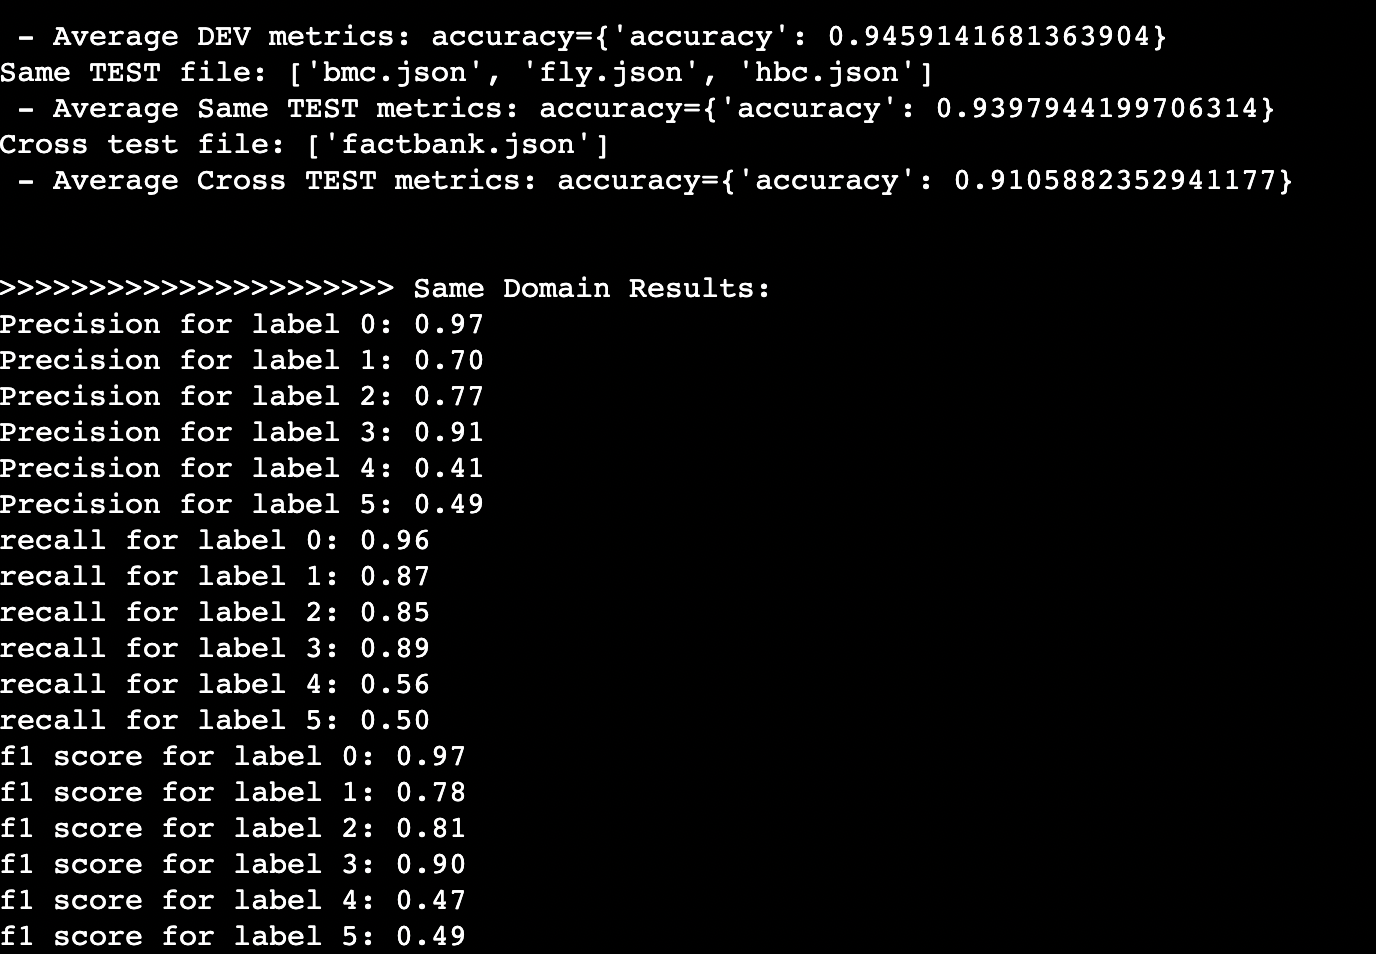 - Average DEV metrics: accuracy={'accuracy': 0.9459141681363904}
Same TEST file: ['bmc.json', 'fly.json', 'hbc.json']
- Average Same TEST metrics: accuracy={'accuracy': 0.9397944199706314}
Cross test file: ['factbank.json']
- Average Cross TEST metrics: accuracy={'accuracy': 0.9105882352941177}
>>>>>>>>>>>>>>>>>>>>>> Same Domain Results:
Precision for label 0: 0.97
Precision for label 1: 0.70
Precision for label 2: 0.77
Precision for label 3: 0.91
Precision for label 4: 0.41
Precision for label 5: 0.49
recall for label 0: 0.96
recall for label 1: 0.87
recall for label 2: 0.85
recall for label 3: 0.89
recall for label 4: 0.56
recall for label 5: 0.50
f1 score for label 0: 0.97
f1 score for label 1: 0.78
f1 score for label 2: 0.81
f1 score for label 3: 0.90
f1 score for label 4: 0.47
f1 score for label 5: 0.49